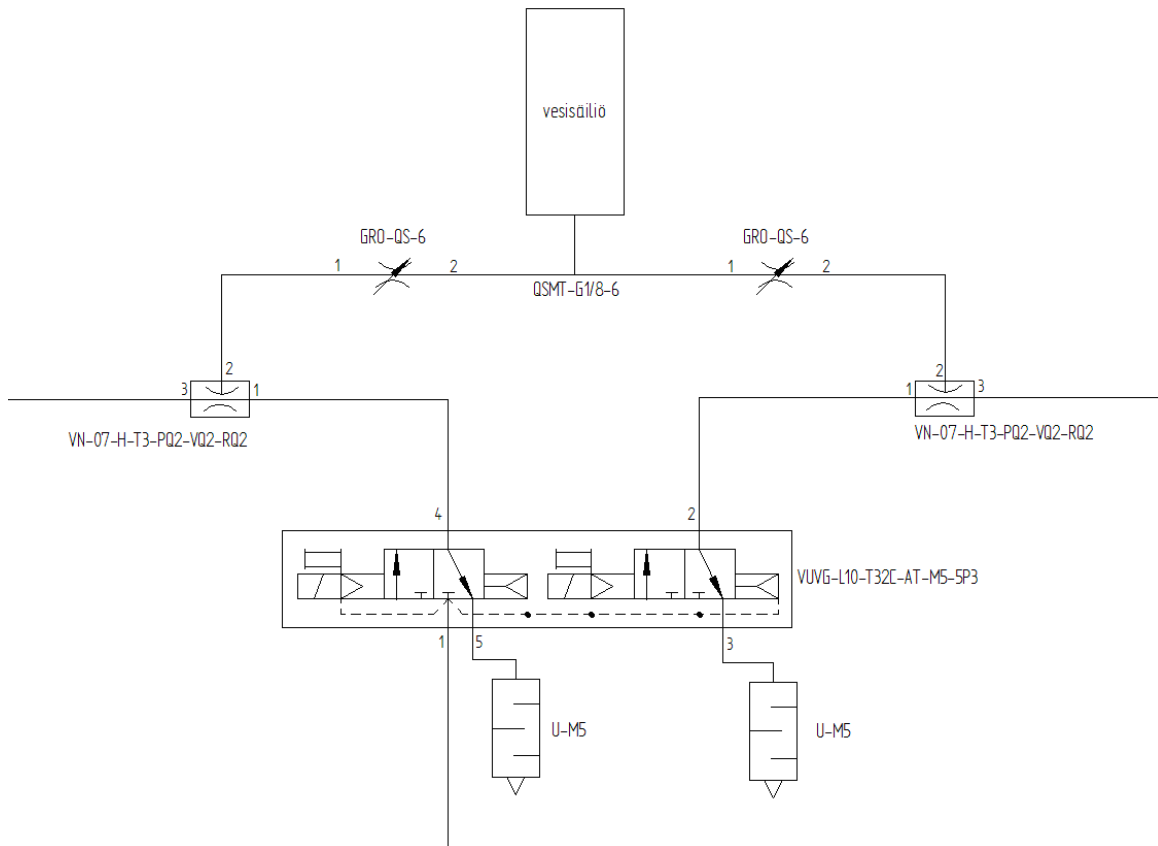 vesisäiliö
GRO-QS-6
GRO-QS-6
1
2
1
2
QSMT-G1/8-6
2
3
1
2
1
3
VN-07-H-T3-PQ2-VQ2-RQ2
VN-07-H-T3-PQ2-VQ2-RQ2
4
2
VUVG-L10-T32C-AT-M5-5P3
1
5
3
U-M5
U-M5